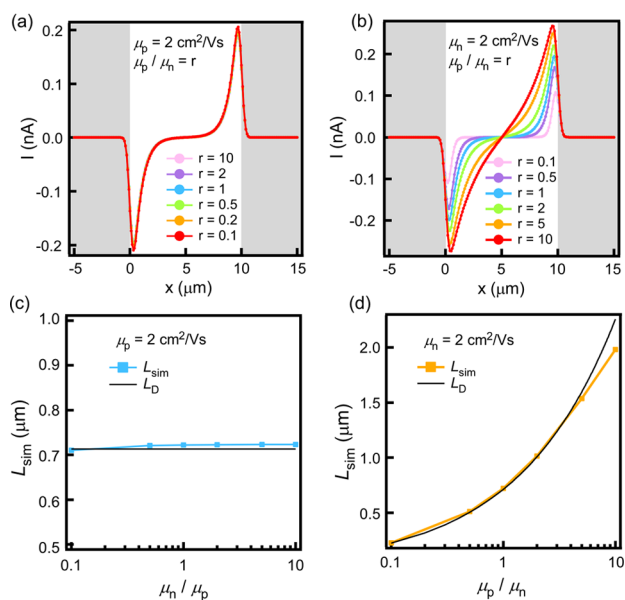 (a)
μp = 2 cm²/Vs
μp / μn = r
I (nA)
0.2
0.1
0.0
-0.1
-0.2
r = 10
r = 2
r = 1
r = 0.5
r = 0.2
r = 0.1
-5
0
5
10
15
x (μm)
(b)
μn = 2 cm²/Vs
μp / μn = r
I (nA)
0.2
0.1
0.0
-0.1
-0.2
r = 0.1
r = 0.5
r = 1
r = 2
r = 5
r = 10
-5
0
5
10
15
x (μm)
(c)
μp = 2 cm²/Vs
Lsim
LD
Lsim (μm)
1.0
0.9
0.8
0.7
0.6
0.5
0.1
1
10
μn / μp
(d)
μn = 2 cm²/Vs
Lsim
LD
Lsim (μm)
2.0
1.5
1.0
0.5
0.1
1
10
μp / μn